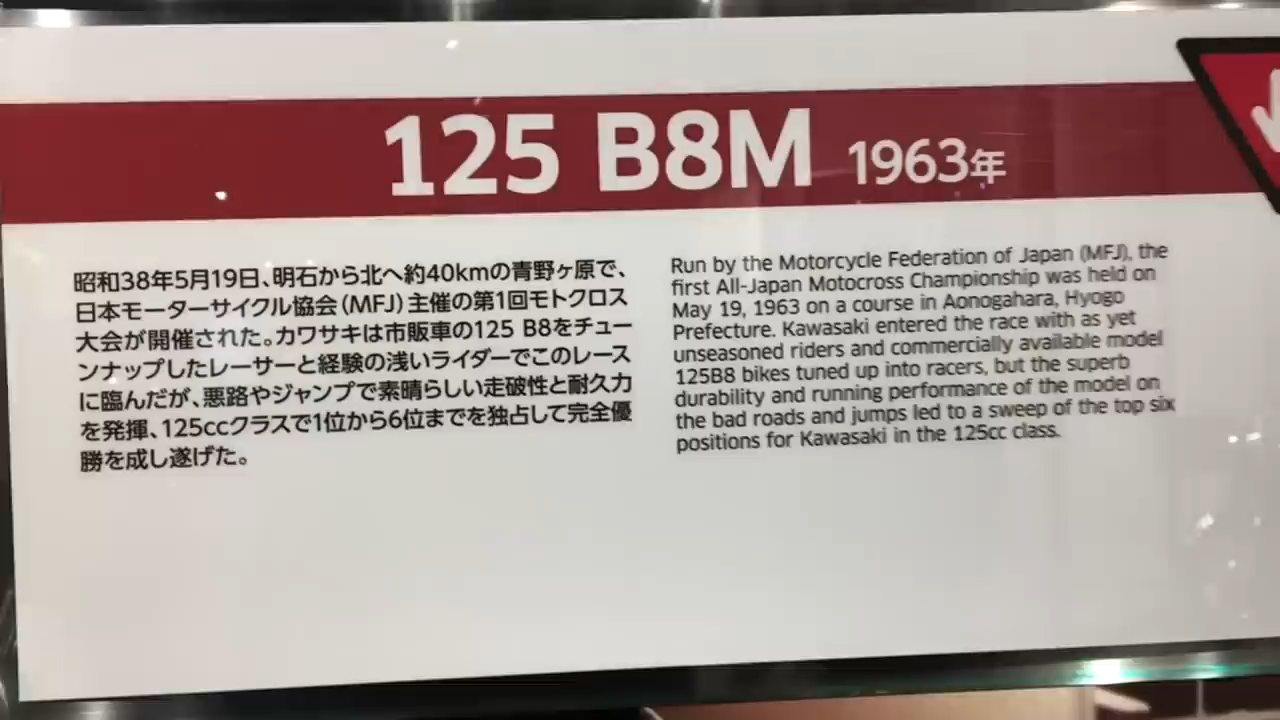 125 B8M 1963年
昭和38年5月19日、明石から北へ約40kmの青野ヶ原で、
日本モーターサイクル協会(MFJ)主催の第1回モトクロス
大会が開催された。カワサキは市販車の125 B8をチュー
ンナップしたレーサーと経験の浅いライダーでこのレース
に臨んだが、悪路やジャンプで素晴らしい走破性と耐久力
を発揮、125ccクラスで1位から6位までを独占して完全優
勝を成し遂げた。
Run by the Motorcycle Federation of Japan (MFJ), the
first All-Japan Motocross Championship was held on
May 19, 1963 on a course in Aonogahara, Hyogo
Prefecture. Kawasaki entered the race with as yet
unseasoned riders and commercially available model
125B8 bikes tuned up into racers, but the superb
durability and running performance of the model on
the bad roads and jumps led to a sweep of the top six
positions for Kawasaki in the 125cc class.